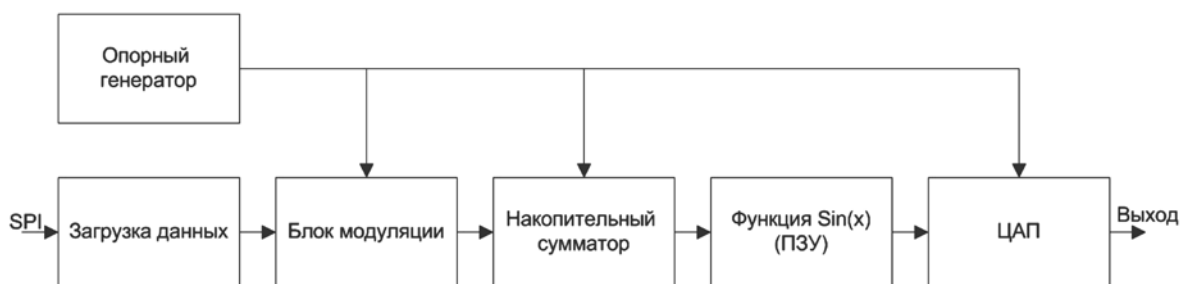 Опорный
генератор
SPI
Загрузка данных
Блок модуляции
Накопительный
сумматор
Функция Sin(x)
(ПЗУ)
ЦАП
Выход